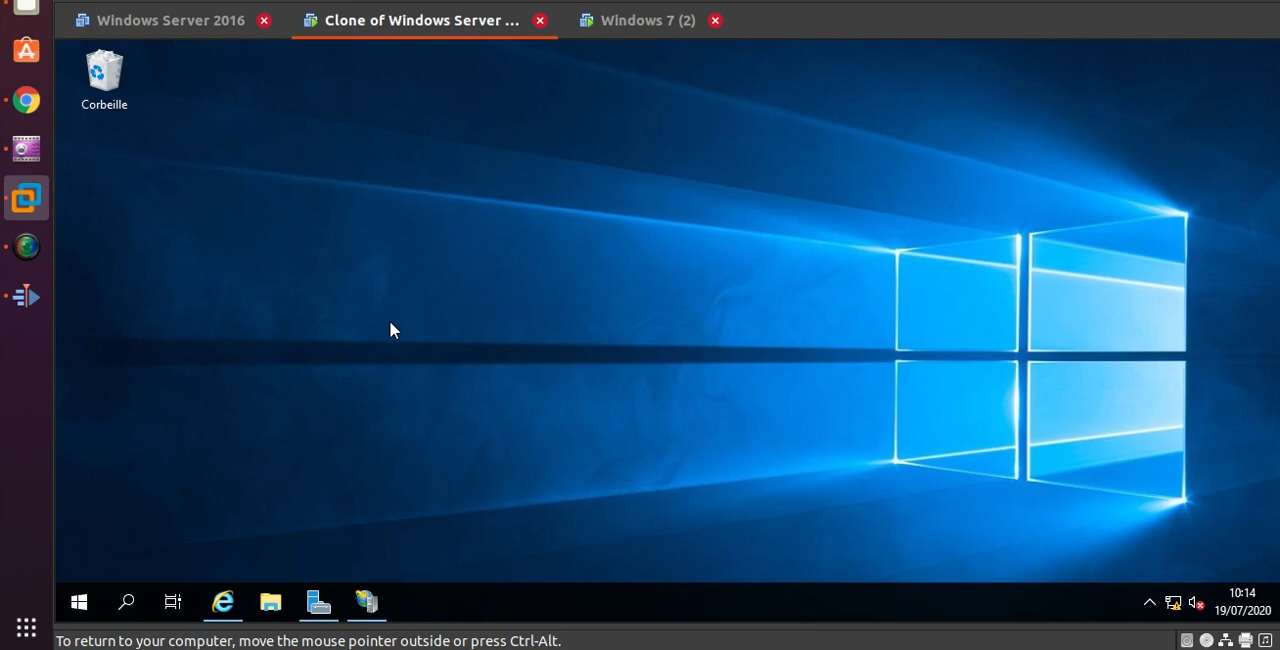 Windows Server 2016
Clone of Windows Server ...
Windows 7 (2)
Corbeille
10:14
19/07/2020
To return to your computer, move the mouse pointer outside or press Ctrl-Alt.